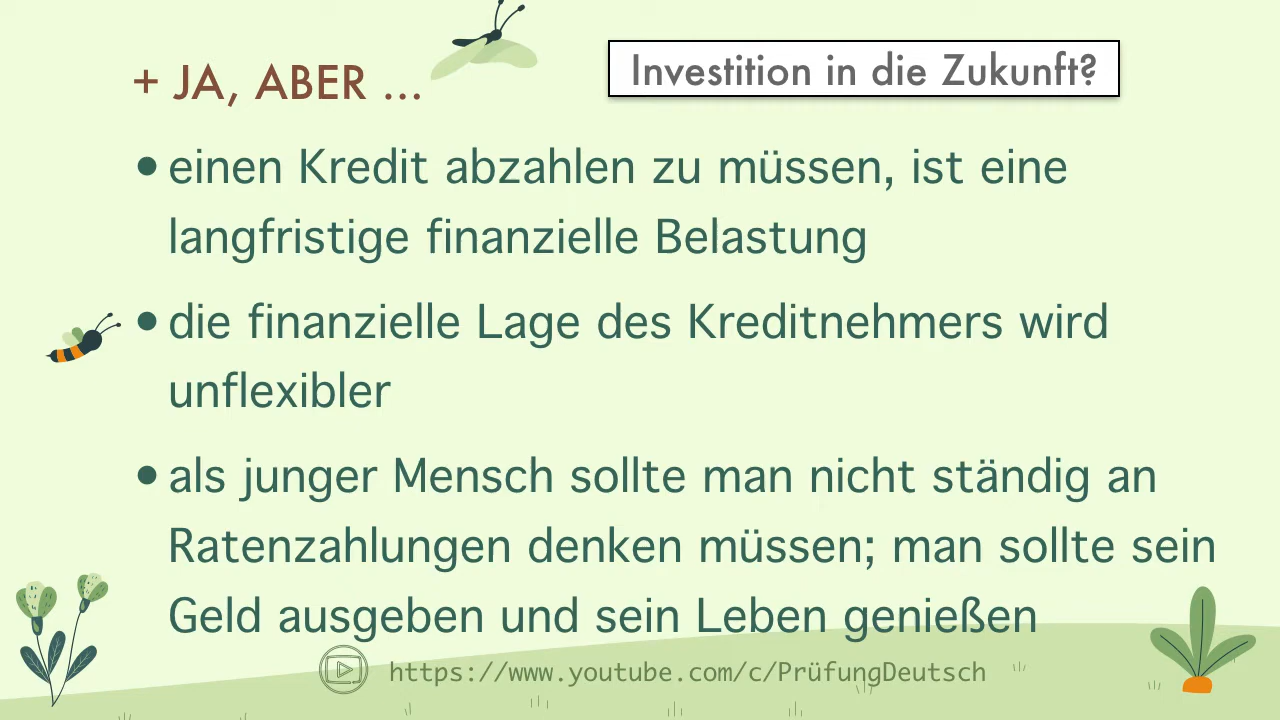 + JA, ABER ...
Investition in die Zukunft?
• einen Kredit abzahlen zu müssen, ist eine
langfristige finanzielle Belastung
• die finanzielle Lage des Kreditnehmers wird
unflexibler
• als junger Mensch sollte man nicht ständig an
Ratenzahlungen denken müssen; man sollte sein
Geld ausgeben und sein Leben genießen
https://www.youtube.com/c/PrüfungDeutsch